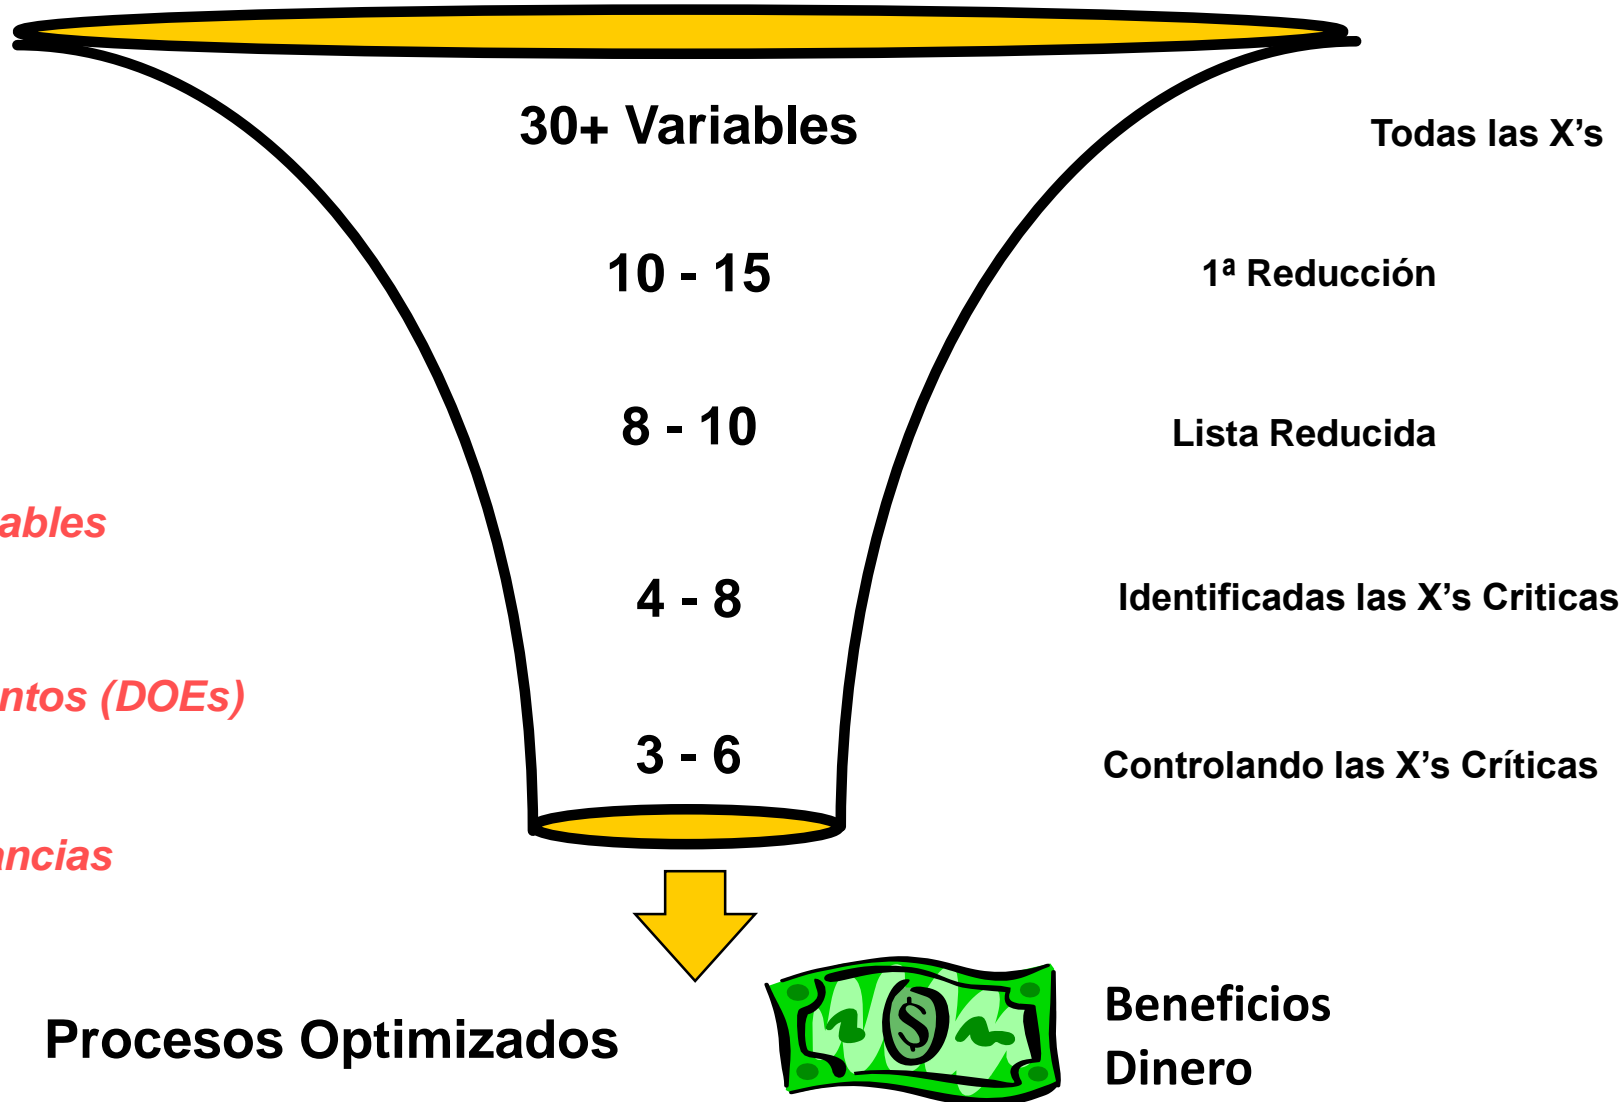 30+ Variables
Todas las X’s
10 - 15
1ª Reducción
8 - 10
Lista Reducida
ables
4 - 8
Identificadas las X’s Criticas
ntos (DOEs)
3 - 6
Controlando las X’s Críticas
ancias
$
Procesos Optimizados
Beneficios
Dinero